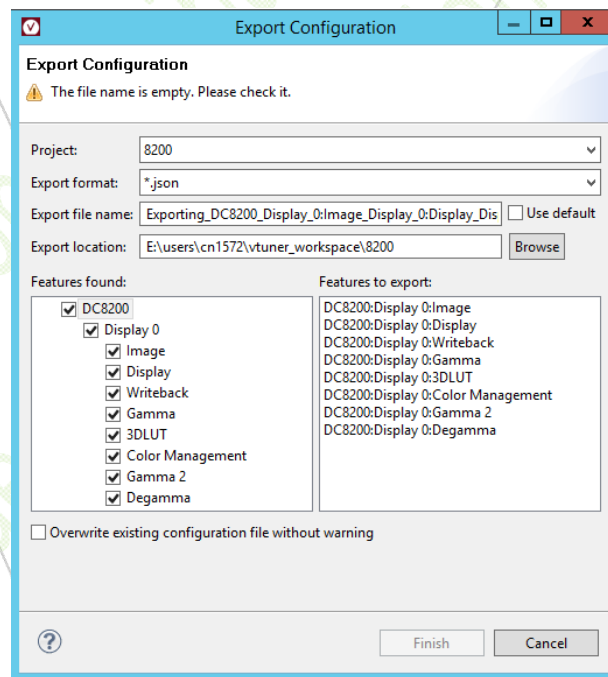 Export Configuration
Export Configuration
The file name is empty. Please check it.
Project: 8200
Export format: *.json
Export file name: Exporting_DC8200_Display_0:Image_Display_0:Display_Dis Use default
Export location: E:\users\cn1572\vtuner_workspace\8200 Browse
Features found: Features to export:
DC8200
Display 0
Image
Display
Writeback
Gamma
3DLUT
Color Management
Gamma 2
Degamma
DC8200:Display 0:Image
DC8200:Display 0:Display
DC8200:Display 0:Writeback
DC8200:Display 0:Gamma
DC8200:Display 0:3DLUT
DC8200:Display 0:Color Management
DC8200:Display 0:Gamma 2
DC8200:Display 0:Degamma
Overwrite existing configuration file without warning
Finish Cancel